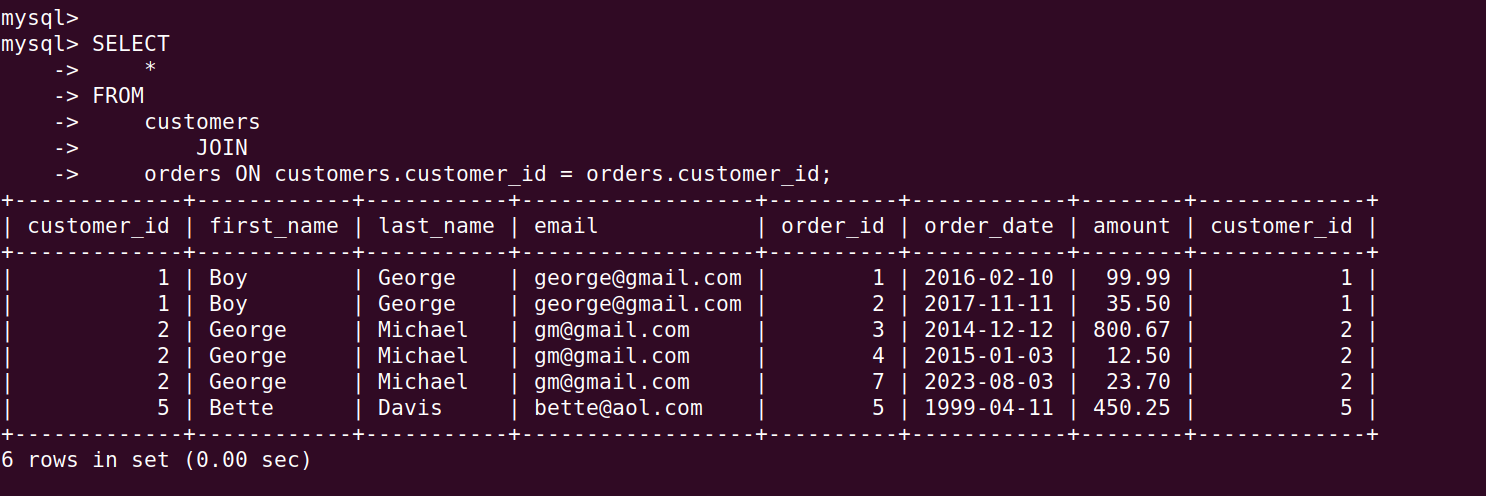 mysql>
mysql> SELECT
    ->     *
    -> FROM
    ->     customers
    ->         JOIN
    ->     orders ON customers.customer_id = orders.customer_id;
+-------------+------------+-----------+------------------+----------+------------+--------+-------------+
| customer_id | first_name | last_name | email            | order_id | order_date | amount | customer_id |
+-------------+------------+-----------+------------------+----------+------------+--------+-------------+
|           1 | Boy        | George    | george@gmail.com |        1 | 2016-02-10 |  99.99 |           1 |
|           1 | Boy        | George    | george@gmail.com |        2 | 2017-11-11 |  35.50 |           1 |
|           2 | George     | Michael   | gm@gmail.com     |        3 | 2014-12-12 | 800.67 |           2 |
|           2 | George     | Michael   | gm@gmail.com     |        4 | 2015-01-03 |  12.50 |           2 |
|           2 | George     | Michael   | gm@gmail.com     |        7 | 2023-08-03 |  23.70 |           2 |
|           5 | Bette      | Davis     | bette@aol.com    |        5 | 1999-04-11 | 450.25 |           5 |
+-------------+------------+-----------+------------------+----------+------------+--------+-------------+
6 rows in set (0.00 sec)